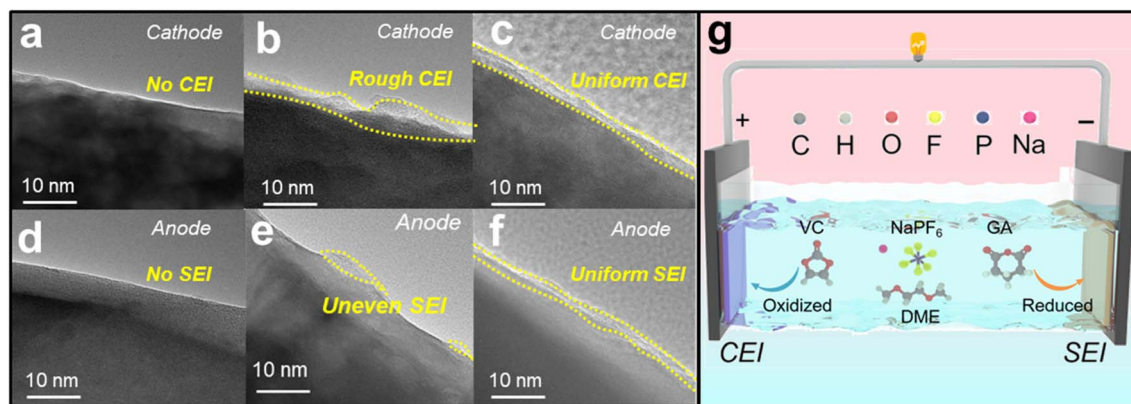 a
Cathode
No CEI
10 nm
b
Cathode
Rough CEI
10 nm
c
Cathode
Uniform CEI
10 nm
d
Anode
No SEI
10 nm
e
Anode
Uneven SEI
10 nm
f
Anode
Uniform SEI
10 nm
g
+ −
C H O F P Na
VC NaPF₆ GA
Oxidized DME Reduced
CEI SEI